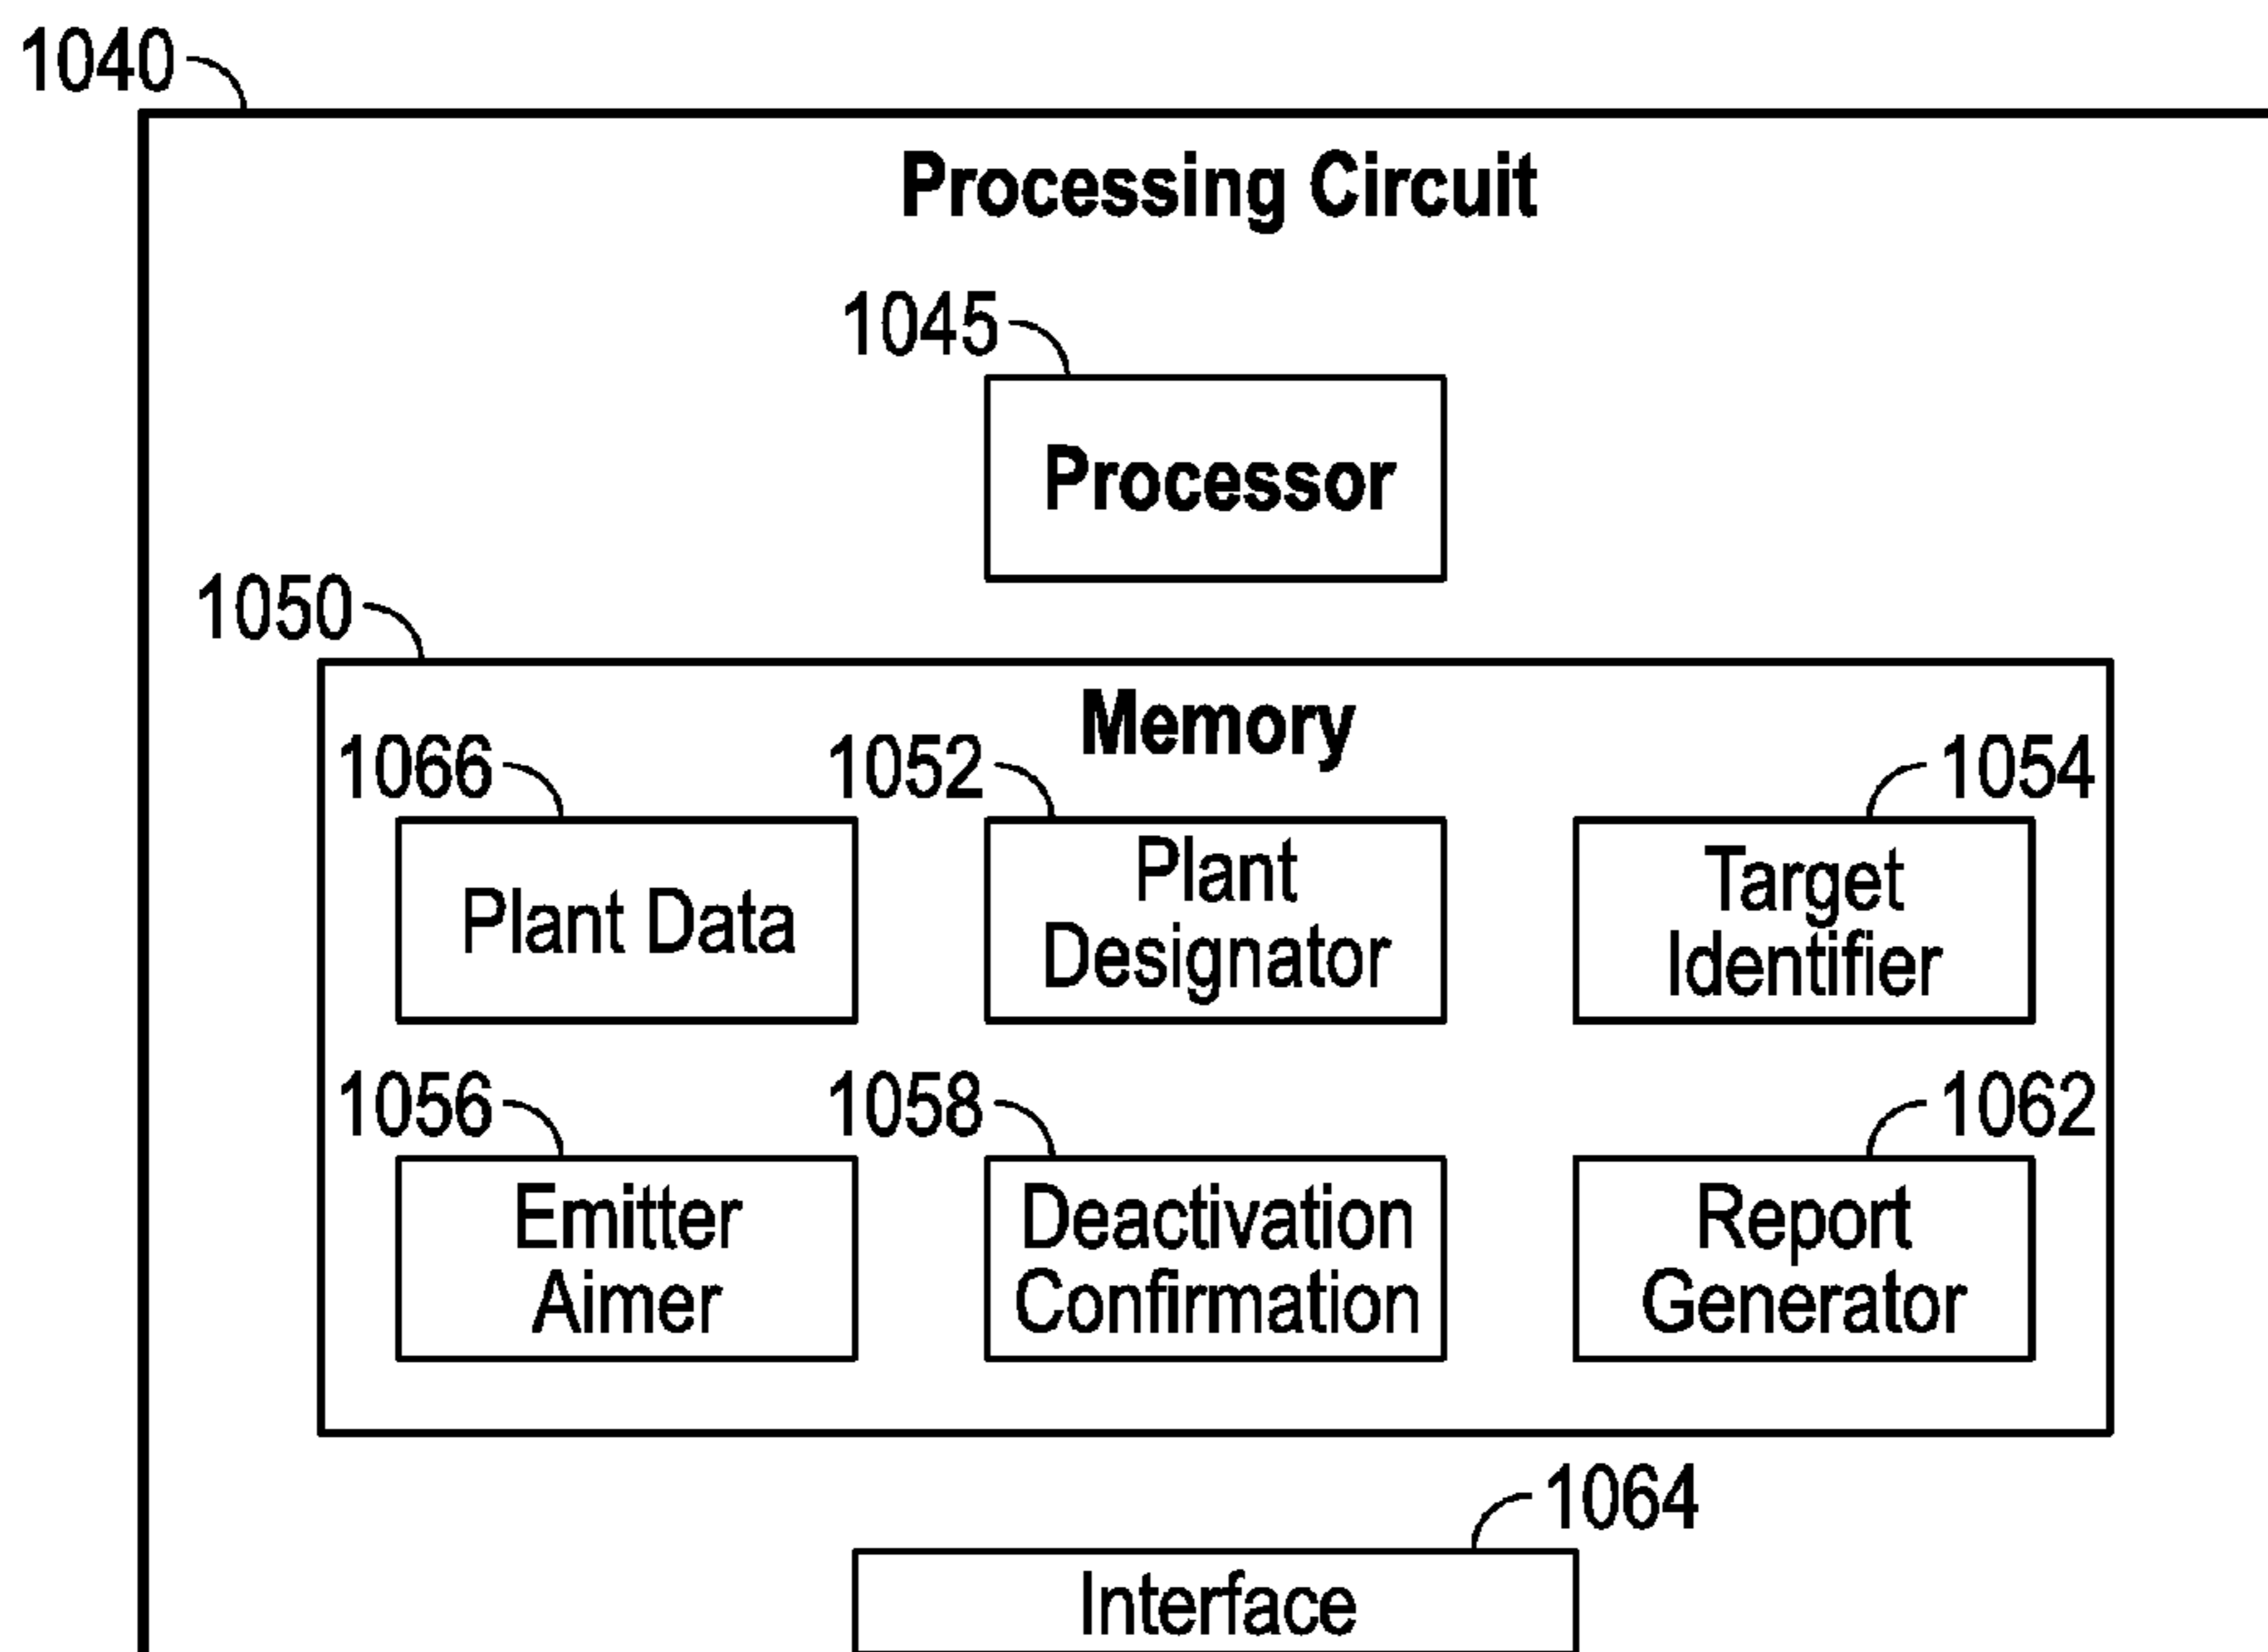 1040
Processing Circuit
1045
Processor
1050
Memory
1066
1052
1054
Plant Data
Plant
Designator
Target
Identifier
1056
1058
1062
Emitter
Aimer
Deactivation
Confirmation
Report
Generator
1064
Interface